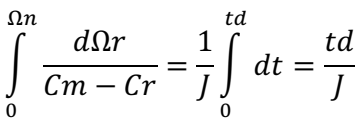 ∫₀^Ωn dΩr / (Cm − Cr) = 1/J ∫₀^td dt = td/J